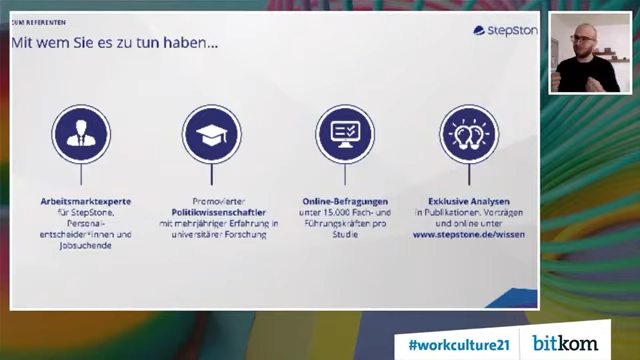 ZUM REFERENTEN
Mit wem Sie es zu tun haben...
StepSton
Arbeitsmarktexperte
für StepStone,
Personal-
entscheider*innen und
Jobsuchende
Promovierter
Politikwissenschaftler
mit mehrjähriger Erfahrung in
universitärer Forschung
Online-Befragungen
unter 15.000 Fach- und
Führungskräften pro
Studie
Exklusive Analysen
in Publikationen, Vorträgen
und online unter
www.stepstone.de/wissen
#workculture21
bitkom